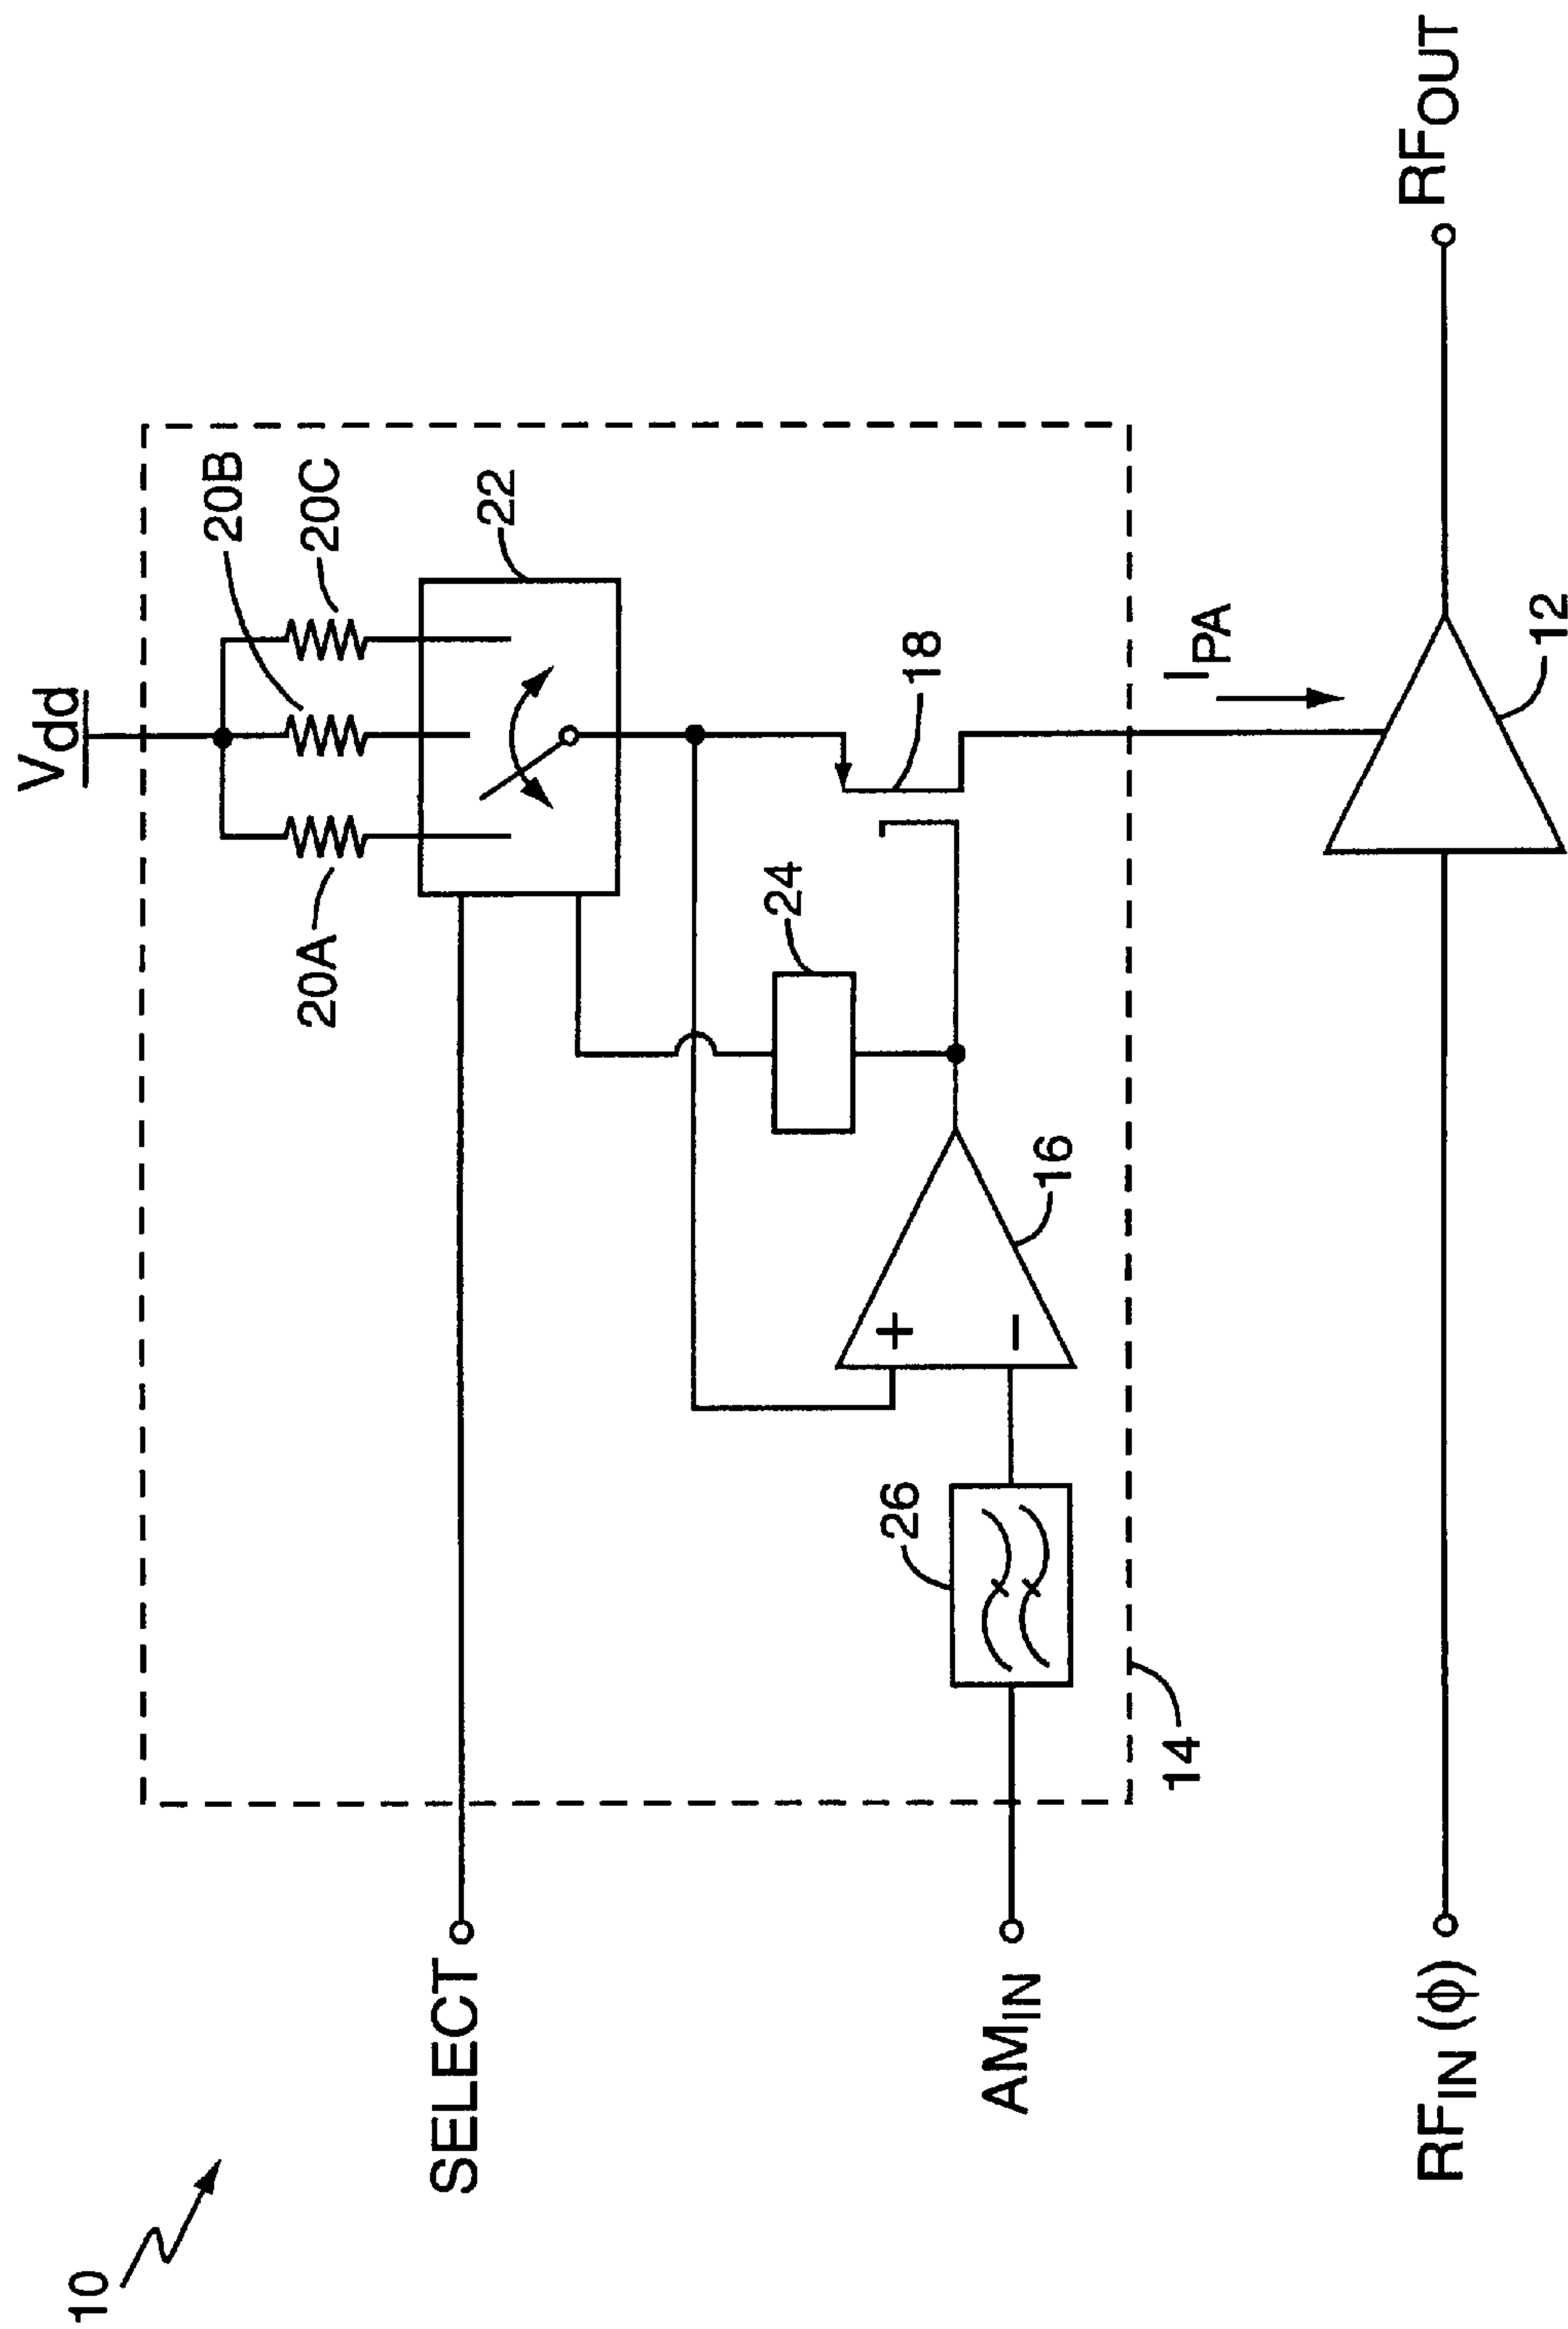 10
V_dd
20A
20B
20C
SELECT
22
24
18
16
+
−
26
AM_IN
14
I_PA
RF_IN (ϕ)
12
RF_OUT